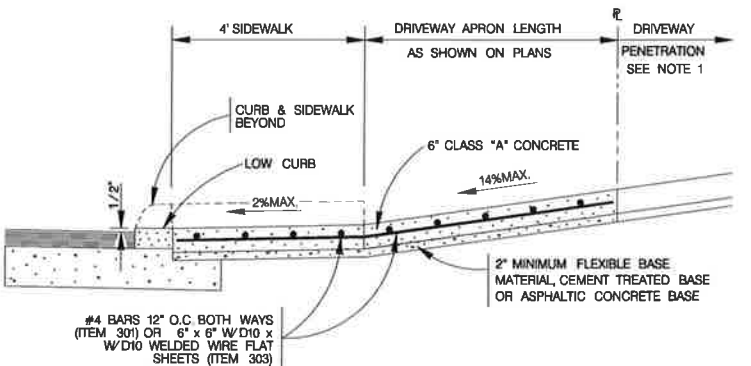 4' SIDEWALK
DRIVEWAY APRON LENGTH
AS SHOWN ON PLANS
PL
DRIVEWAY
PENETRATION
SEE NOTE 1
CURB & SIDEWALK
BEYOND
LOW CURB
6" CLASS "A" CONCRETE
1/2"
2%MAX.
14%MAX.
2" MINIMUM FLEXIBLE BASE
MATERIAL, CEMENT TREATED BASE
OR ASPHALTIC CONCRETE BASE
#4 BARS 12" O.C. BOTH WAYS
(ITEM 301) OR 6" x 6" W/D10 x
W/D10 WELDED WIRE FLAT
SHEETS (ITEM 303)